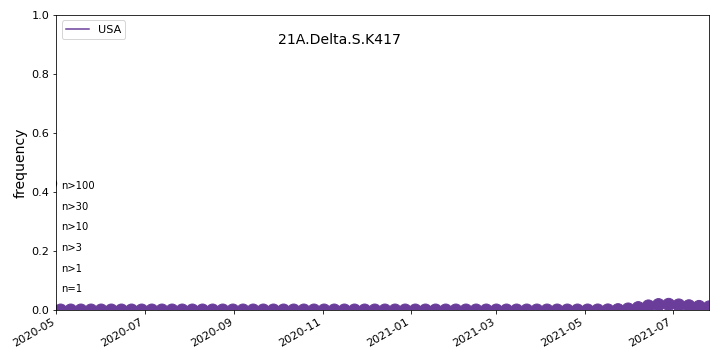 1.0
USA
21A.Delta.S.K417
0.8
0.6
frequency
0.4
n>100
n>30
n>10
0.2
n>3
n>1
n=1
0.0
2020-05
2020-07
2020-09
2020-11
2021-01
2021-03
2021-05
2021-07